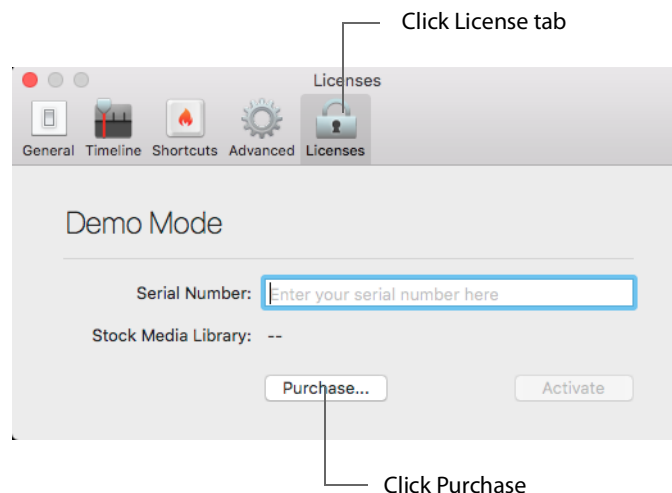 Click License tab
Licenses
General Timeline Shortcuts Advanced Licenses
Demo Mode
Serial Number: Enter your serial number here
Stock Media Library: --
Purchase... Activate
Click Purchase